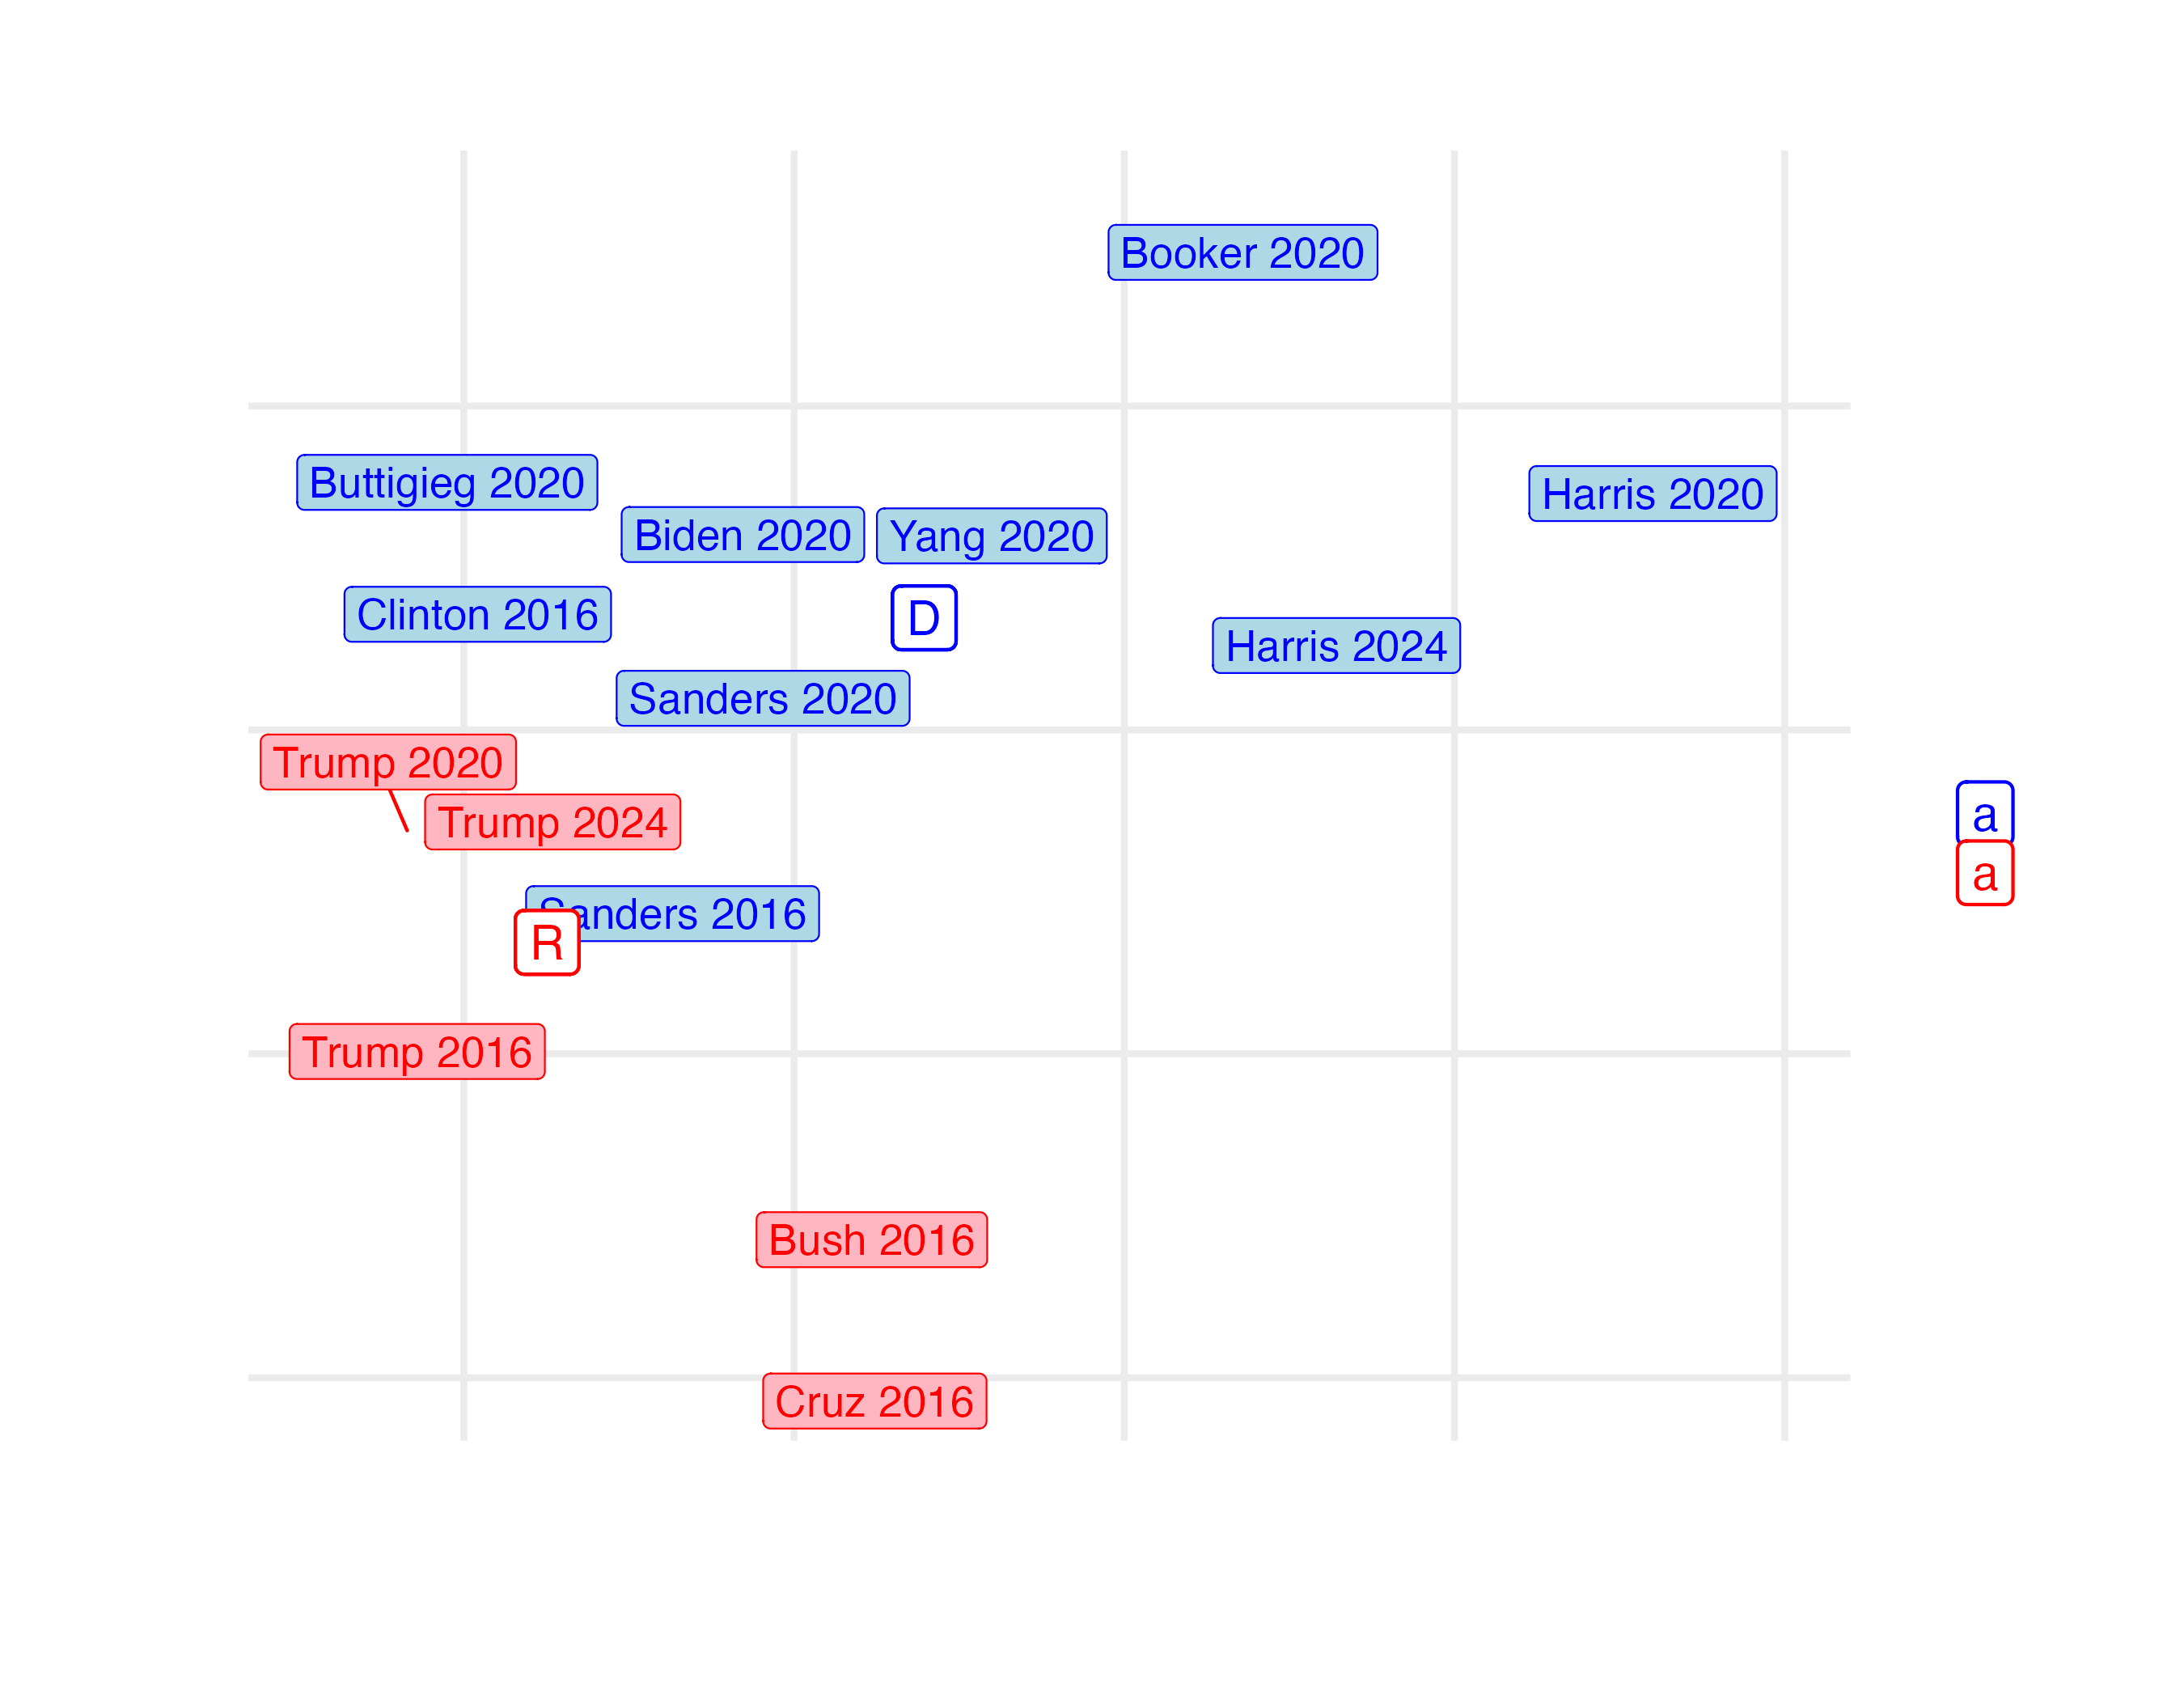 Booker 2020
Buttigieg 2020
Harris 2020
Biden 2020
Yang 2020
Clinton 2016
D
Harris 2024
Sanders 2020
Trump 2020
Trump 2024
a
a
Sanders 2016
R
Trump 2016
Bush 2016
Cruz 2016